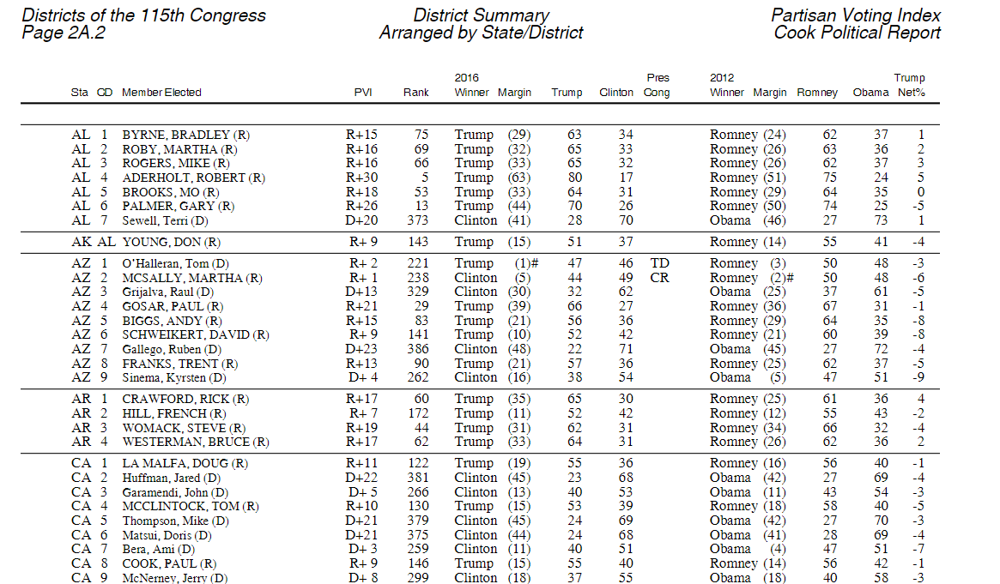 Districts of the 115th Congress District Summary Partisan Voting Index
Page 2A.2 Arranged by State/District Cook Political Report
2016 Pres 2012 Trump
Sta CD Member Elected PVI Rank Winner Margin Trump Clinton Cong Winner Margin Romney Obama Net%
AL 1 BYRNE, BRADLEY (R) R+15 75 Trump (29) 63 34 Romney (24) 62 37 1
AL 2 ROBY, MARTHA (R) R+16 69 Trump (32) 65 33 Romney (26) 63 36 2
AL 3 ROGERS, MIKE (R) R+16 66 Trump (33) 65 32 Romney (26) 62 37 3
AL 4 ADERHOLT, ROBERT (R) R+30 5 Trump (63) 80 17 Romney (51) 75 24 5
AL 5 BROOKS, MO (R) R+18 53 Trump (33) 64 31 Romney (29) 64 35 0
AL 6 PALMER, GARY (R) R+26 13 Trump (44) 70 26 Romney (50) 74 25 -5
AL 7 Sewell, Terri (D) D+20 373 Clinton (41) 28 70 Obama (46) 27 73 1
AK AL YOUNG, DON (R) R+ 9 143 Trump (15) 51 37 Romney (14) 55 41 -4
AZ 1 O'Halleran, Tom (D) R+ 2 221 Trump (1)# 47 46 TD Romney (3) 50 48 -3
AZ 2 MCSALLY, MARTHA (R) R+ 1 238 Clinton (5) 44 49 CR Romney (2)# 50 48 -6
AZ 3 Grijalva, Raul (D) D+13 329 Clinton (30) 32 62 Obama (25) 37 61 -5
AZ 4 GOSAR, PAUL (R) R+21 29 Trump (39) 66 27 Romney (36) 67 31 -1
AZ 5 BIGGS, ANDY (R) R+15 83 Trump (21) 56 36 Romney (29) 64 35 -8
AZ 6 SCHWEIKERT, DAVID (R) R+ 9 141 Trump (10) 52 42 Romney (21) 60 39 -8
AZ 7 Gallego, Ruben (D) D+23 386 Clinton (48) 22 71 Obama (45) 27 72 -4
AZ 8 FRANKS, TRENT (R) R+13 90 Trump (21) 57 36 Romney (25) 62 37 -5
AZ 9 Sinema, Kyrsten (D) D+ 4 262 Clinton (16) 38 54 Obama (5) 47 51 -9
AR 1 CRAWFORD, RICK (R) R+17 60 Trump (35) 65 30 Romney (25) 61 36 4
AR 2 HILL, FRENCH (R) R+ 7 172 Trump (11) 52 42 Romney (12) 55 43 -2
AR 3 WOMACK, STEVE (R) R+19 44 Trump (31) 62 31 Romney (34) 66 32 -4
AR 4 WESTERMAN, BRUCE (R) R+17 62 Trump (33) 64 31 Romney (26) 62 36 2
CA 1 LA MALFA, DOUG (R) R+11 122 Trump (19) 55 36 Romney (16) 56 40 -1
CA 2 Huffman, Jared (D) D+22 381 Clinton (45) 23 68 Obama (42) 27 69 -4
CA 3 Garamendi, John (D) D+ 5 266 Clinton (13) 40 53 Obama (11) 43 54 -3
CA 4 MCCLINTOCK, TOM (R) R+10 130 Trump (15) 53 39 Romney (18) 58 40 -5
CA 5 Thompson, Mike (D) D+21 379 Clinton (45) 24 69 Obama (42) 27 70 -3
CA 6 Matsui, Doris (D) D+21 375 Clinton (44) 24 68 Obama (41) 28 69 -4
CA 7 Bera, Ami (D) D+ 3 259 Clinton (11) 40 51 Obama (4) 47 51 -7
CA 8 COOK, PAUL (R) R+ 9 146 Trump (15) 55 40 Romney (14) 56 42 -1
CA 9 McNerney, Jerry (D) D+ 8 299 Clinton (18) 37 55 Obama (18) 40 58 -3